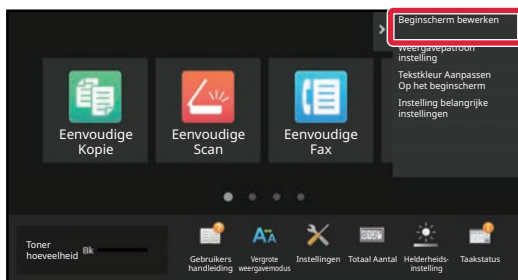 Beginscherm bewerken
Weergavepatroon
instelling
Tekstkleur Aanpassen
Op het beginscherm
Instelling belangrijke
instellingen
Eenvoudige
Kopie
Eenvoudige
Scan
Eenvoudige
Fax
Toner
hoeveelheid
Bk
Gebruikers
handleiding
Vergrote
weergavemodus
Instellingen
Totaal Aantal
Helderheids-
instelling
Taakstatus